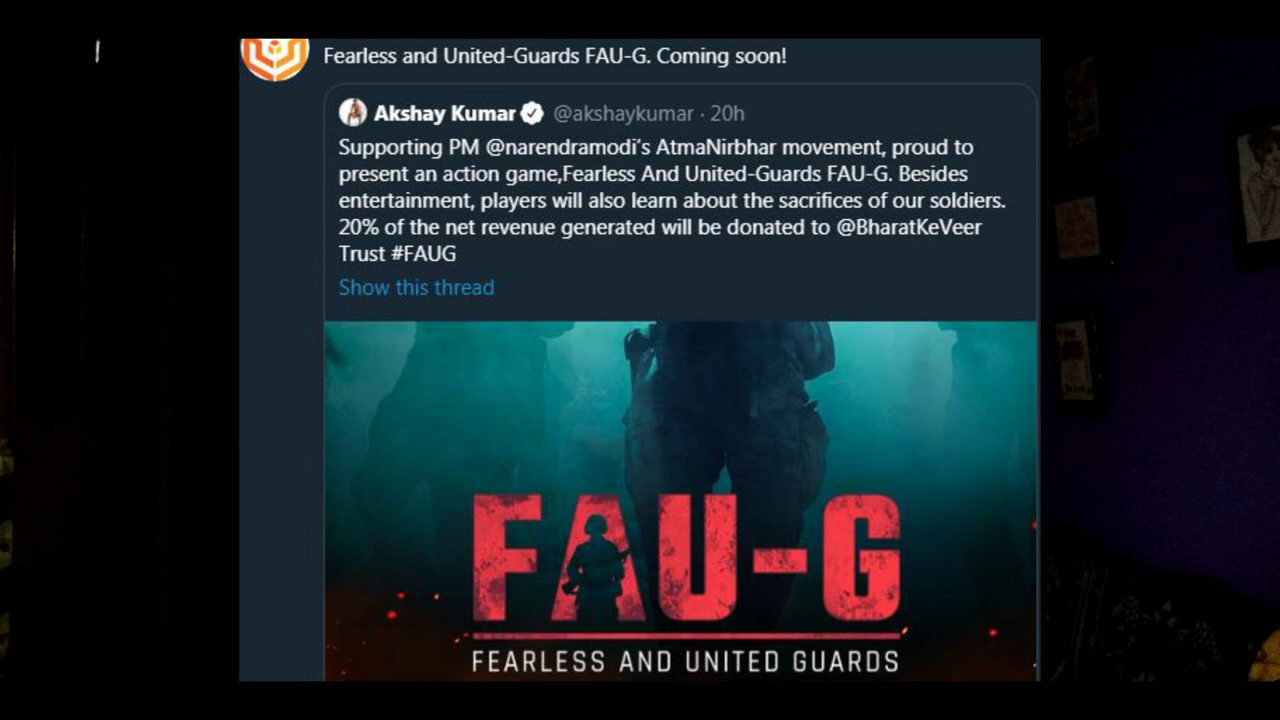 Fearless and United-Guards FAU-G. Coming soon!
Akshay Kumar @akshaykumar · 20h
Supporting PM @narendramodi's AtmaNirbhar movement, proud to
present an action game,Fearless And United-Guards FAU-G. Besides
entertainment, players will also learn about the sacrifices of our soldiers.
20% of the net revenue generated will be donated to @BharatKeVeer
Trust #FAUG
Show this thread
FAU-G
FEARLESS AND UNITED GUARDS